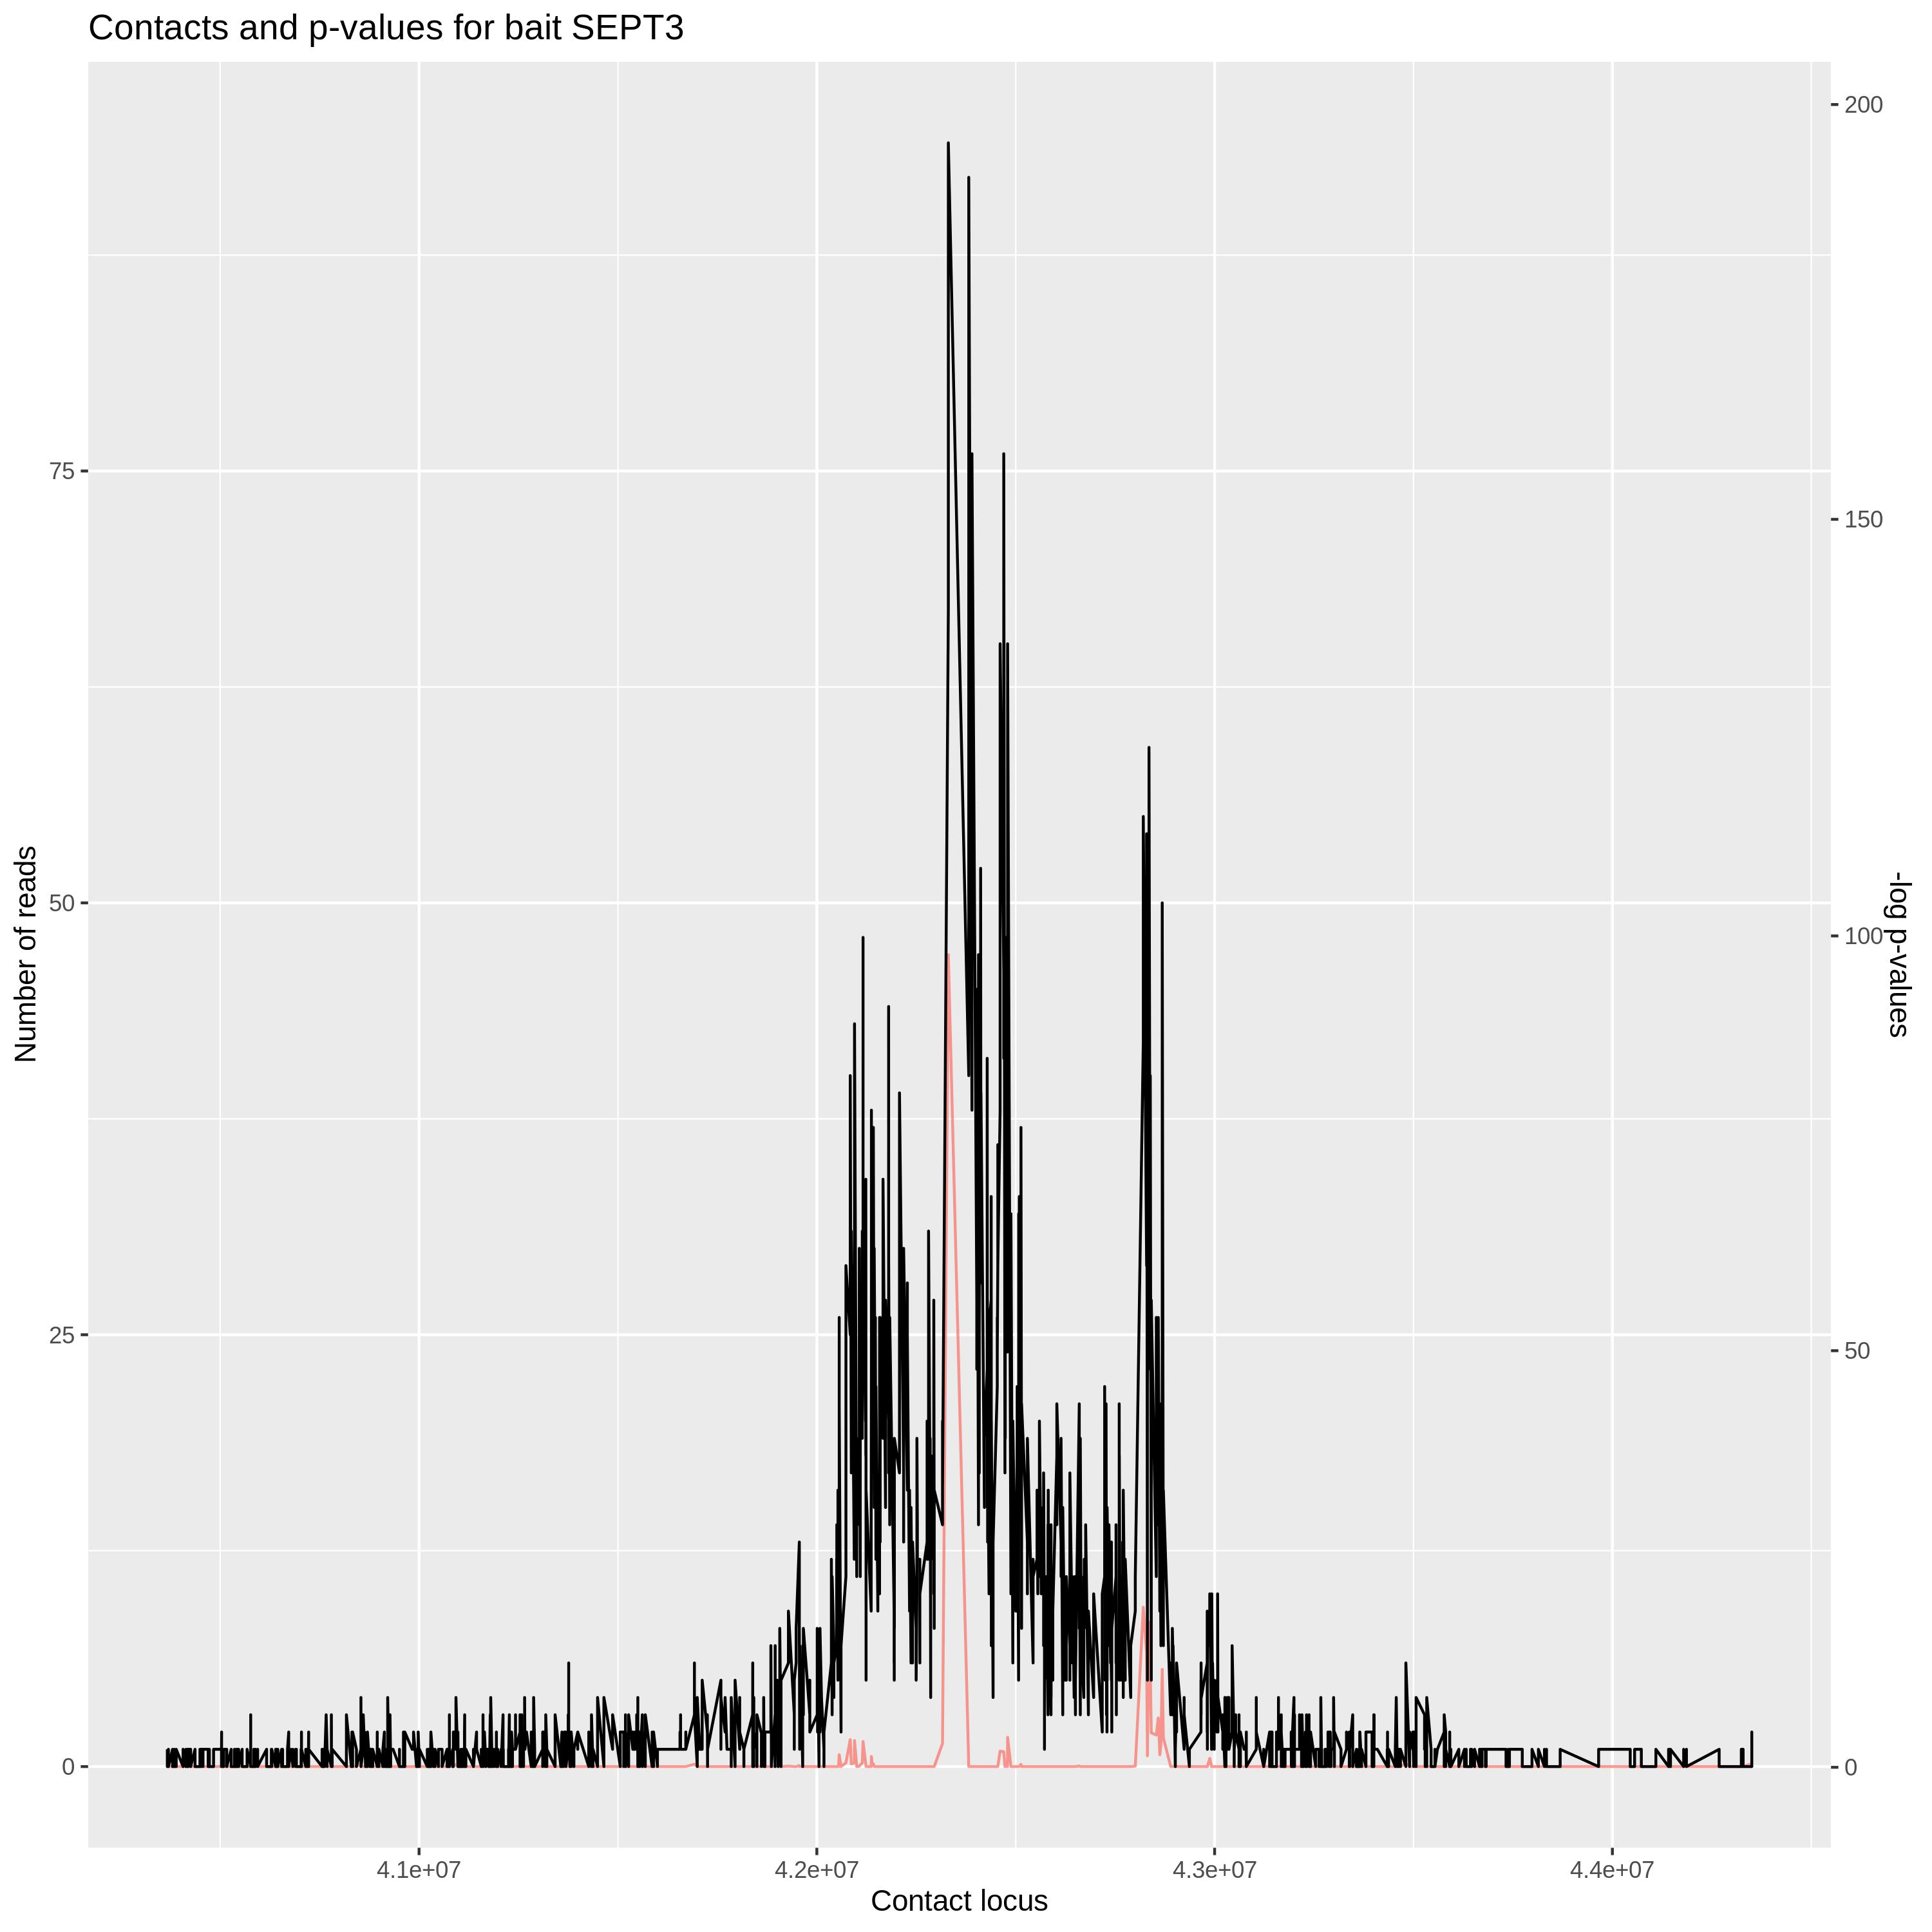 Contacts and p-values for bait SEPT3
200
75
150
50
100
25
50
0
0
Number of reads
-log p-values
4.1e+07
4.2e+07
4.3e+07
4.4e+07
Contact locus